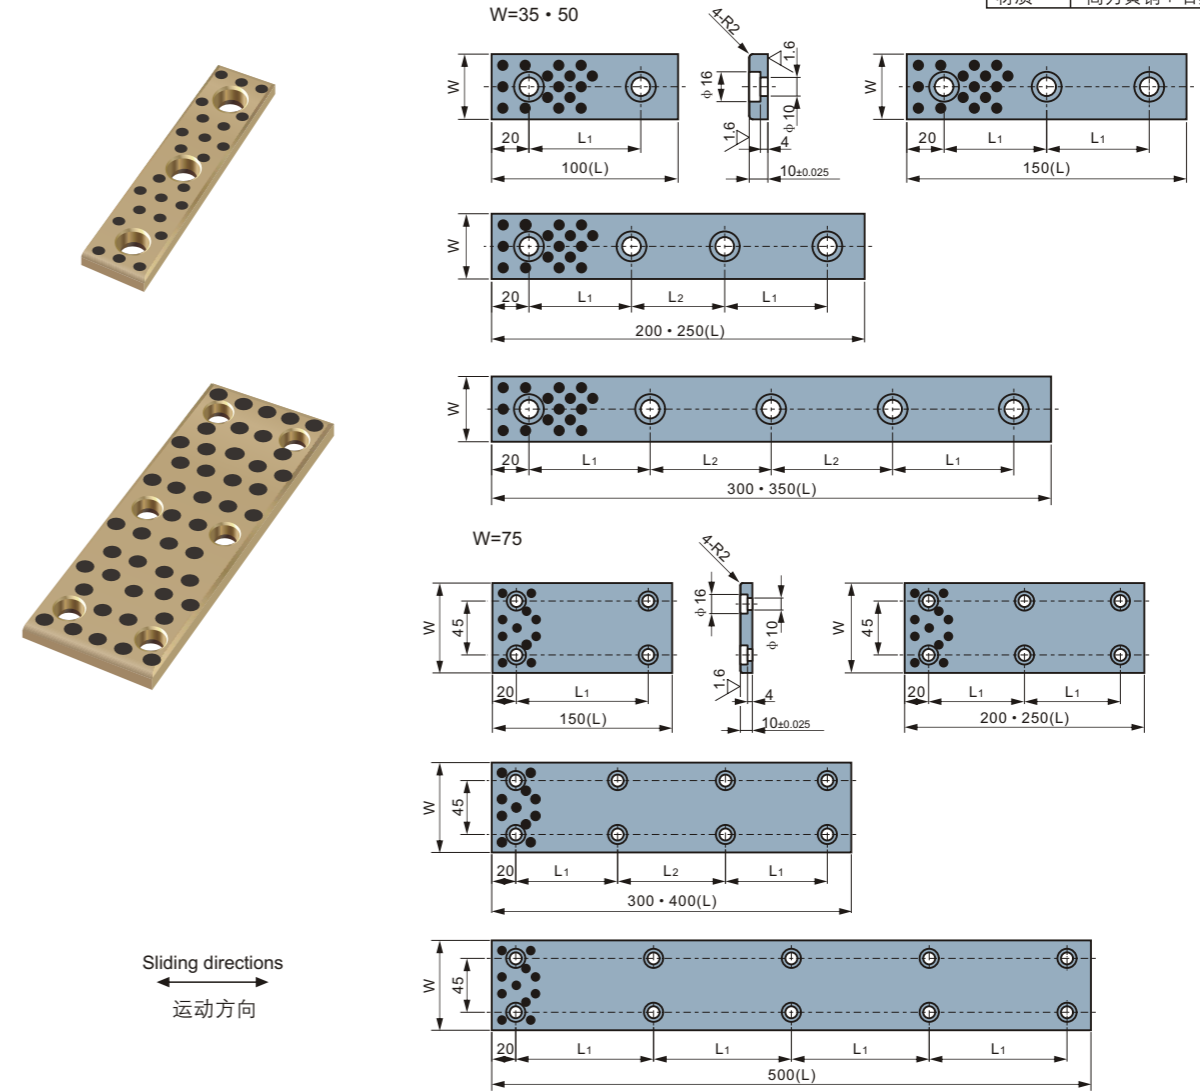 W=35・50
4-R2
1.6
W
φ16
φ10
W
20
L1
1.6
4
20
L1
L1
100(L)
10±0.025
150(L)
W
20
L1
L2
L1
200・250(L)
W
20
L1
L2
L2
L1
300・350(L)
W=75
4-R2
W
45
φ16
φ10
W
45
20
L1
1.6
4
20
L1
L1
150(L)
10±0.025
200・250(L)
W
45
20
L1
L2
L1
300・400(L)
Sliding directions
运动方向
W
45
20
L1
L1
L1
L1
500(L)